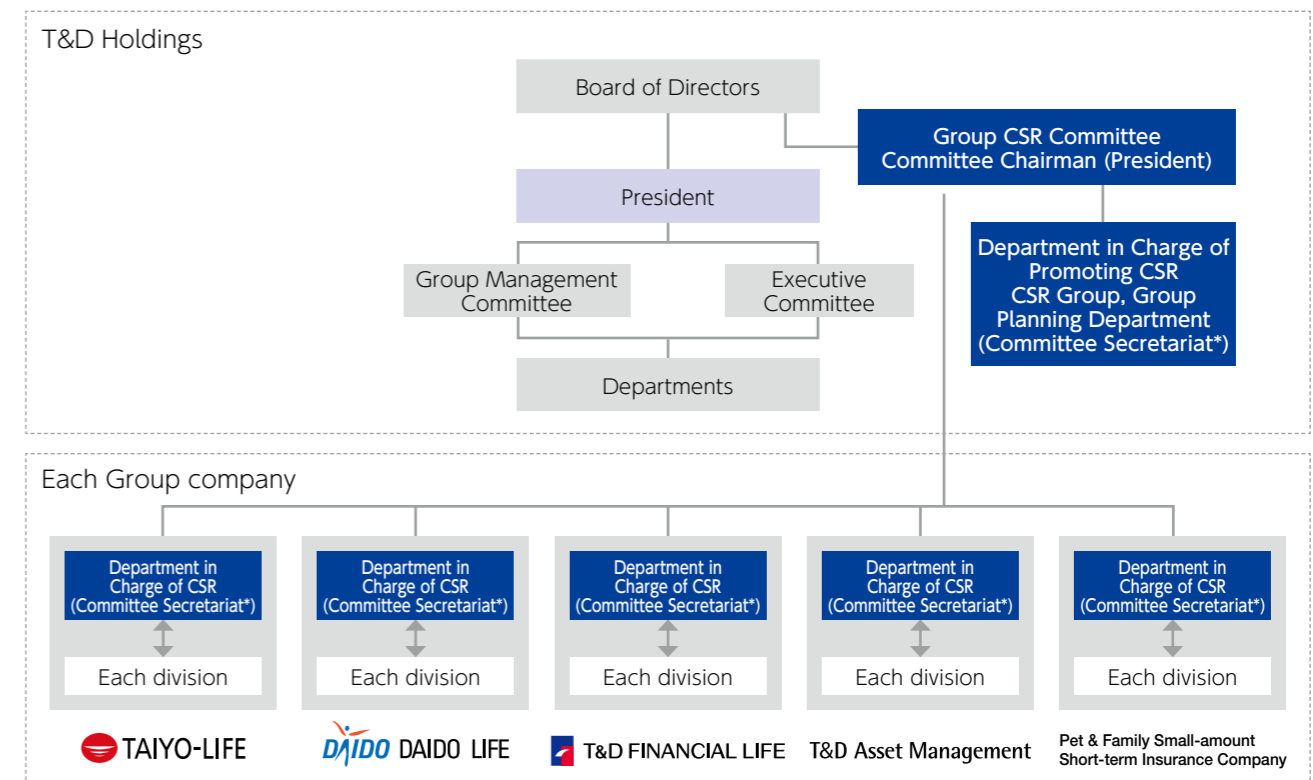 T&D Holdings
Board of Directors
Group CSR Committee
Committee Chairman (President)
President
Department in Charge of
Promoting CSR
CSR Group, Group
Planning Department
(Committee Secretariat*)
Group Management
Committee
Executive
Committee
Departments
Each Group company
Department in
Charge of CSR
(Committee Secretariat*)
Each division
TAIYO-LIFE
Department in
Charge of CSR
(Committee Secretariat*)
Each division
DAIDO DAIDO LIFE
Department in
Charge of CSR
(Committee Secretariat*)
Each division
T&D FINANCIAL LIFE
Department in
Charge of CSR
(Committee Secretariat*)
Each division
T&D Asset Management
Department in
Charge of CSR
(Committee Secretariat*)
Each division
Pet & Family Small-amount
Short-term Insurance Company